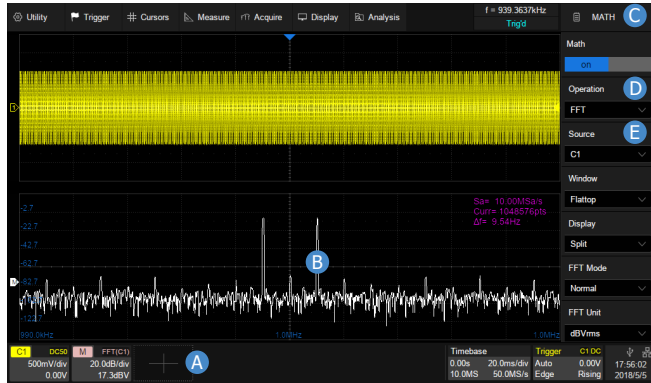 Utility Trigger Cursors Measure Acquire Display Analysis f = 939.3637kHz MATH C
Trig'd
Math
on
Operation D
FFT
Source E
C1
Window
Flattop
Display
Split
FFT Mode
Normal
FFT Unit
dBVrms
Sa= 10.00MSa/s
Curr= 1048576pts
Δf= 9.54Hz
-2.7
-22.7
-42.7
-62.7
-82.7
-122.7
B
990.0kHz 1.0MHz 1.0MHz
C1 DC50 M FFT(C1) A Timebase Trigger C1 DC
500mV/div 20.0dB/div 0.00s 20.0ms/div Auto 0.00V 17:56:02
0.00V 17.3dBV 10.0MS 50.0MS/s Edge Rising 2018/5/5